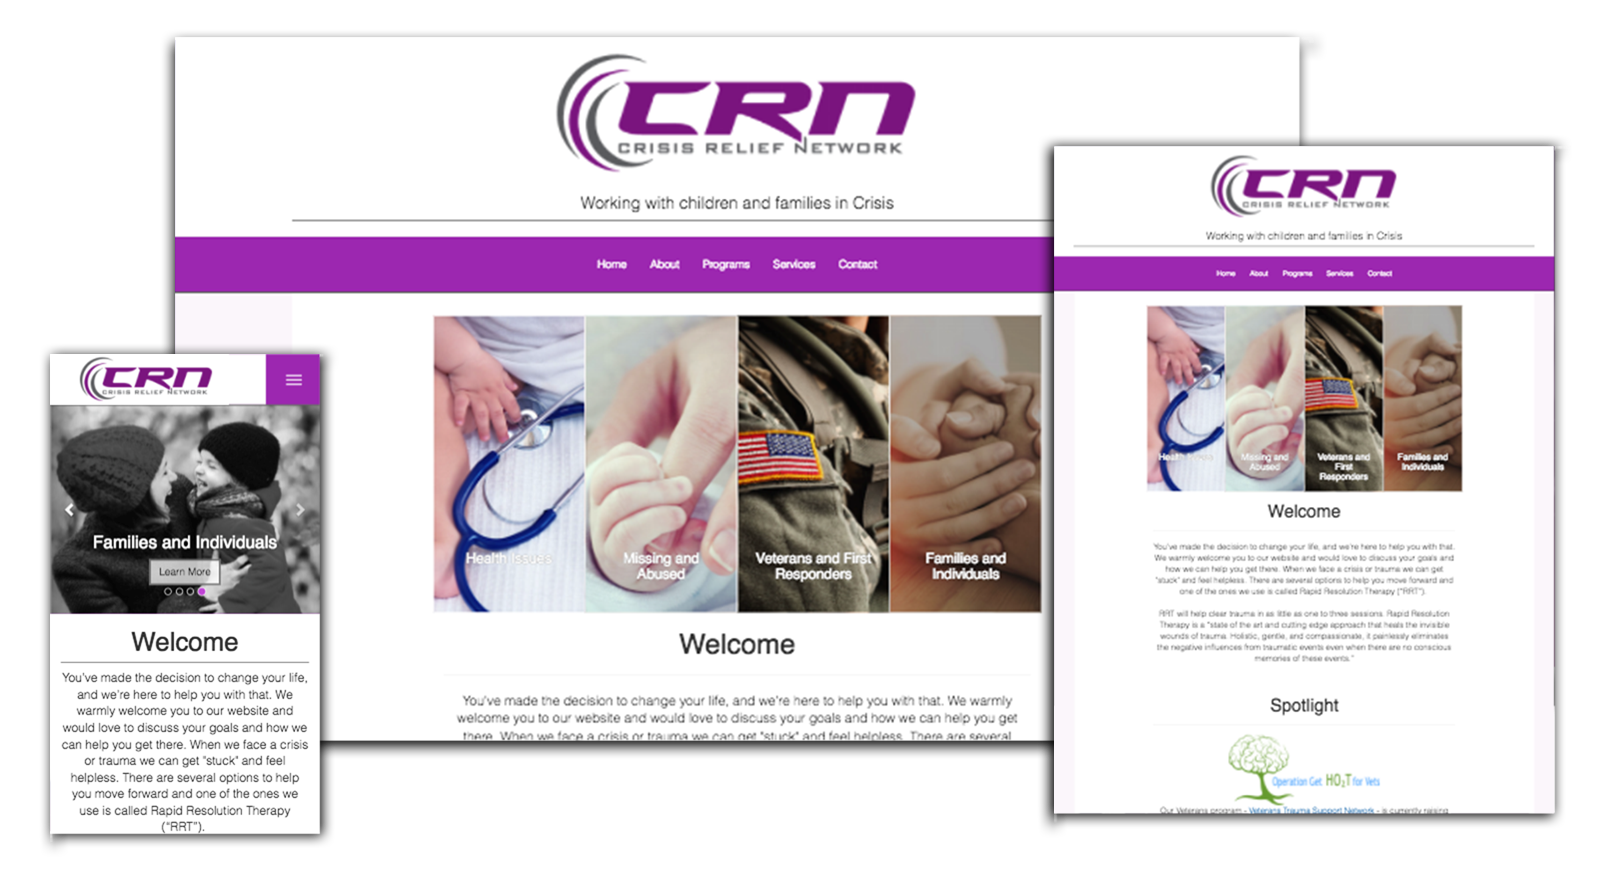 CRN
CRISIS RELIEF NETWORK
Working with children and families in Crisis
Home About Programs Services Contact
Health Issues
Missing and
Abused
Veterans and First
Responders
Families and
Individuals
Welcome
You've made the decision to change your life, and we're here to help you with that. We warmly
welcome you to our website and would love to discuss your goals and how we can help you get
there. When we face a crisis or trauma we can get "stuck" and feel helpless. There are several
CRN
CRISIS RELIEF NETWORK
Families and Individuals
Learn More
Welcome
You've made the decision to change your life,
and we're here to help you with that. We
warmly welcome you to our website and
would love to discuss your goals and how we
can help you get there. When we face a crisis
or trauma we can get "stuck" and feel
helpless. There are several options to help
you move forward and one of the ones we
use is called Rapid Resolution Therapy
("RRT").
CRN
CRISIS RELIEF NETWORK
Working with children and families in Crisis
Home About Programs Services Contact
Health Issues
Missing and
Abused
Veterans and
First
Responders
Families and
Individuals
Welcome
You've made the decision to change your life, and we're here to help you with that.
We warmly welcome you to our website and would love to discuss your goals and
how we can help you get there. When we face a crisis or trauma we can get
"stuck" and feel helpless. There are several options to help you move forward and
one of the ones we use is called Rapid Resolution Therapy ("RRT").
RRT will help clear trauma in as little as one to three sessions. Rapid Resolution
Therapy is a "state of the art and cutting edge approach that heals the invisible
wounds of trauma. Holistic, gentle, and compassionate, it painlessly eliminates
the negative influences from traumatic events even when there are no conscious
memories of these events."
Spotlight
Operation Get HO2T for Vets
Our Veterans program - Veterans Trauma Support Network - is currently raising